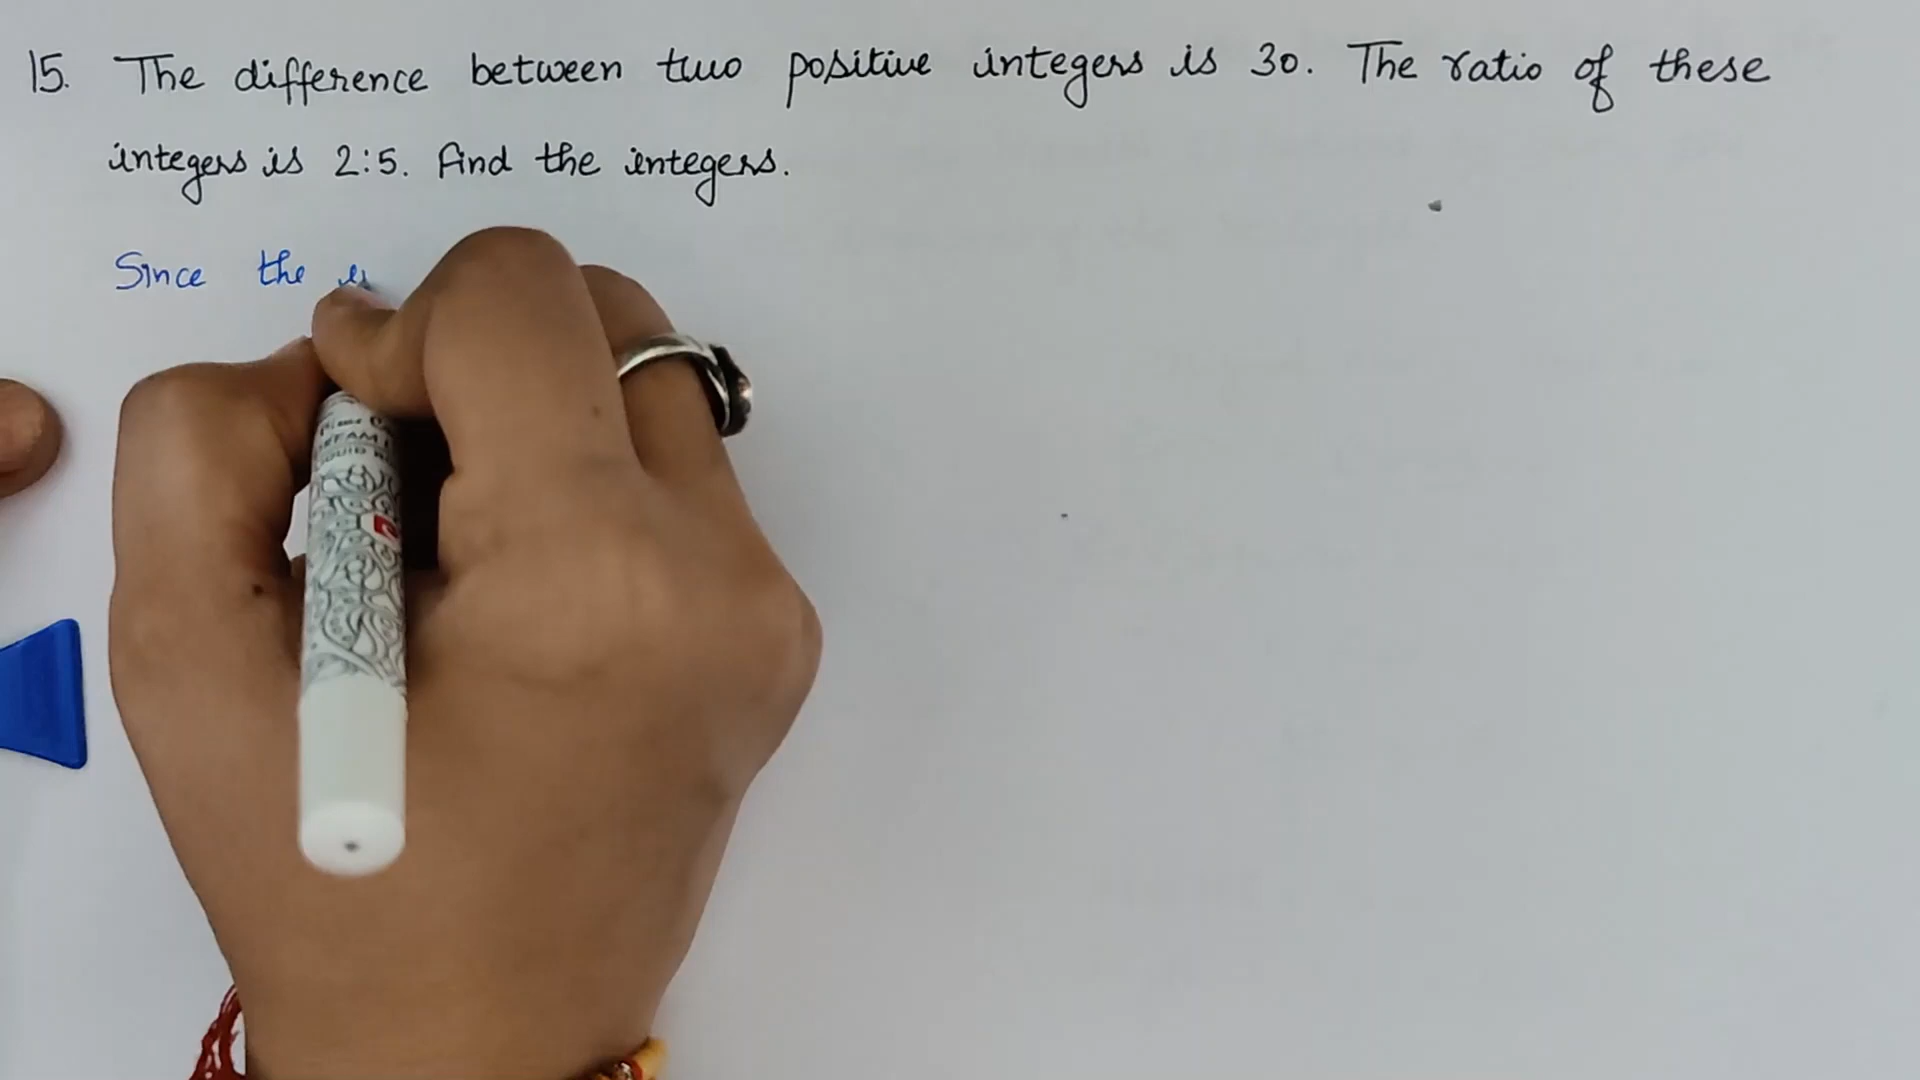 15. The difference between two positive integers is 30. The ratio of these
integers is 2:5. Find the integers.
Since the